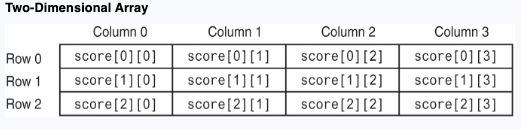 Two-Dimensional Array
Column 0 Column 1 Column 2 Column 3
Row 0 score[0][0] score[0][1] score[0][2] score[0][3]
Row 1 score[1][0] score[1][1] score[1][2] score[1][3]
Row 2 score[2][0] score[2][1] score[2][2] score[2][3]